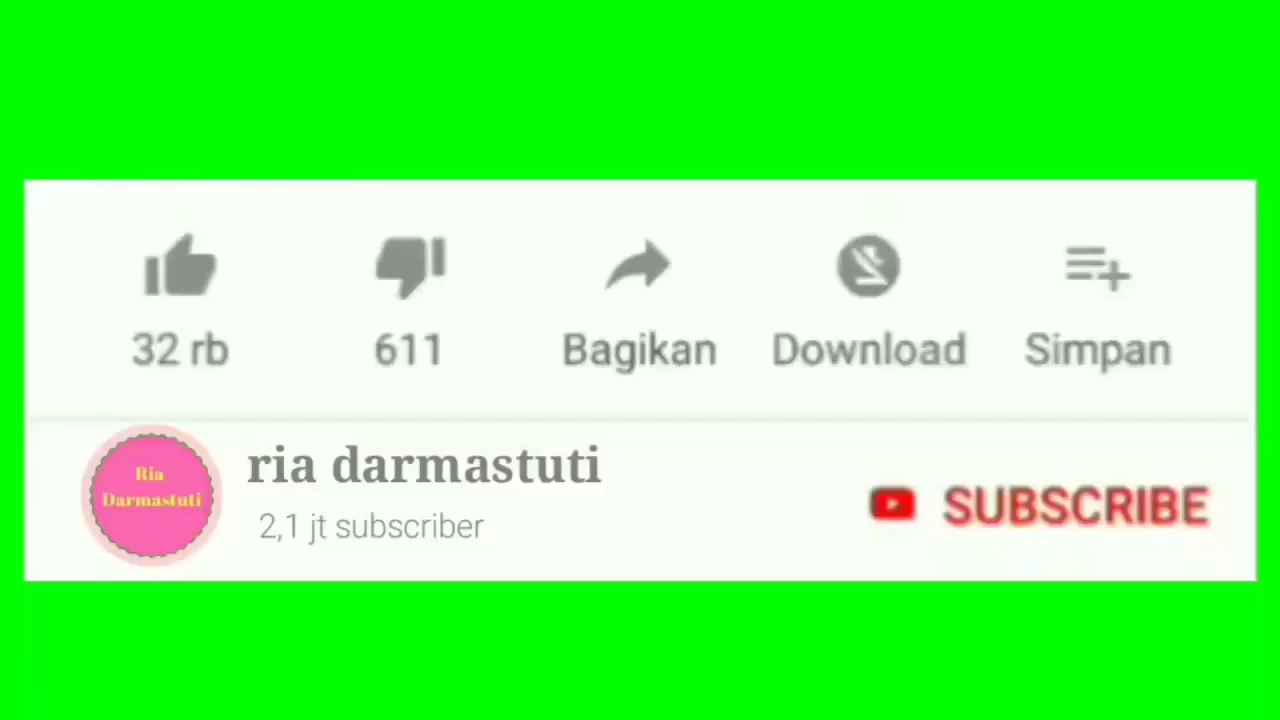 32 rb 611 Bagikan Download Simpan
Ria
Darmastuti
ria darmastuti
2,1 jt subscriber
SUBSCRIBE